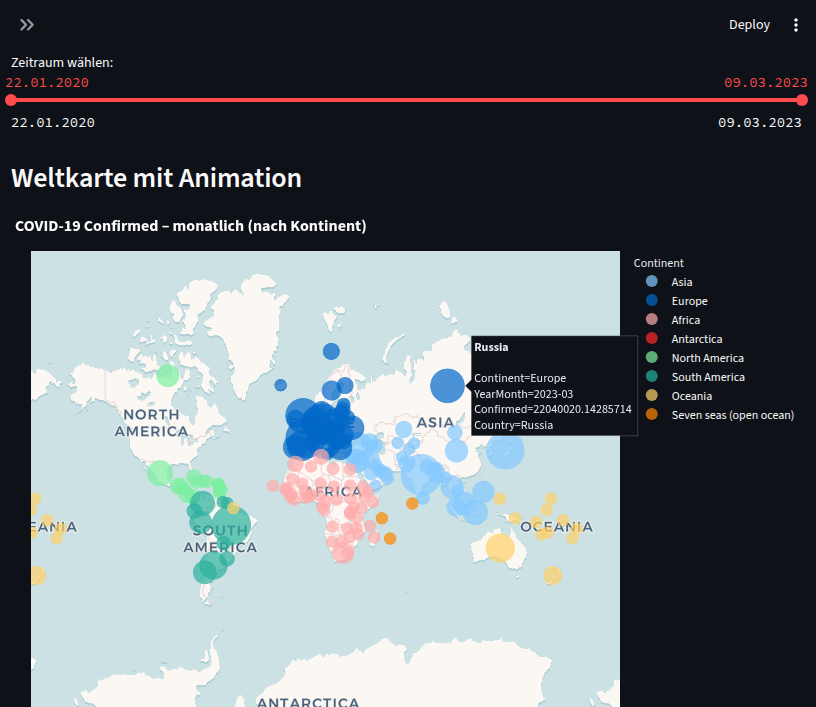 Deploy
Zeitraum wählen:
22.01.2020
09.03.2023
22.01.2020
09.03.2023
Weltkarte mit Animation
COVID-19 Confirmed – monatlich (nach Kontinent)
Continent
Asia
Europe
Africa
Antarctica
North America
South America
Oceania
Seven seas (open ocean)
Russia
Continent=Europe
YearMonth=2023-03
Confirmed=22040020.14285714
Country=Russia
NORTH
AMERICA
ASIA
AFRICA
EANIA
SOUTH
AMERICA
OCEANIA
ANTARCTICA